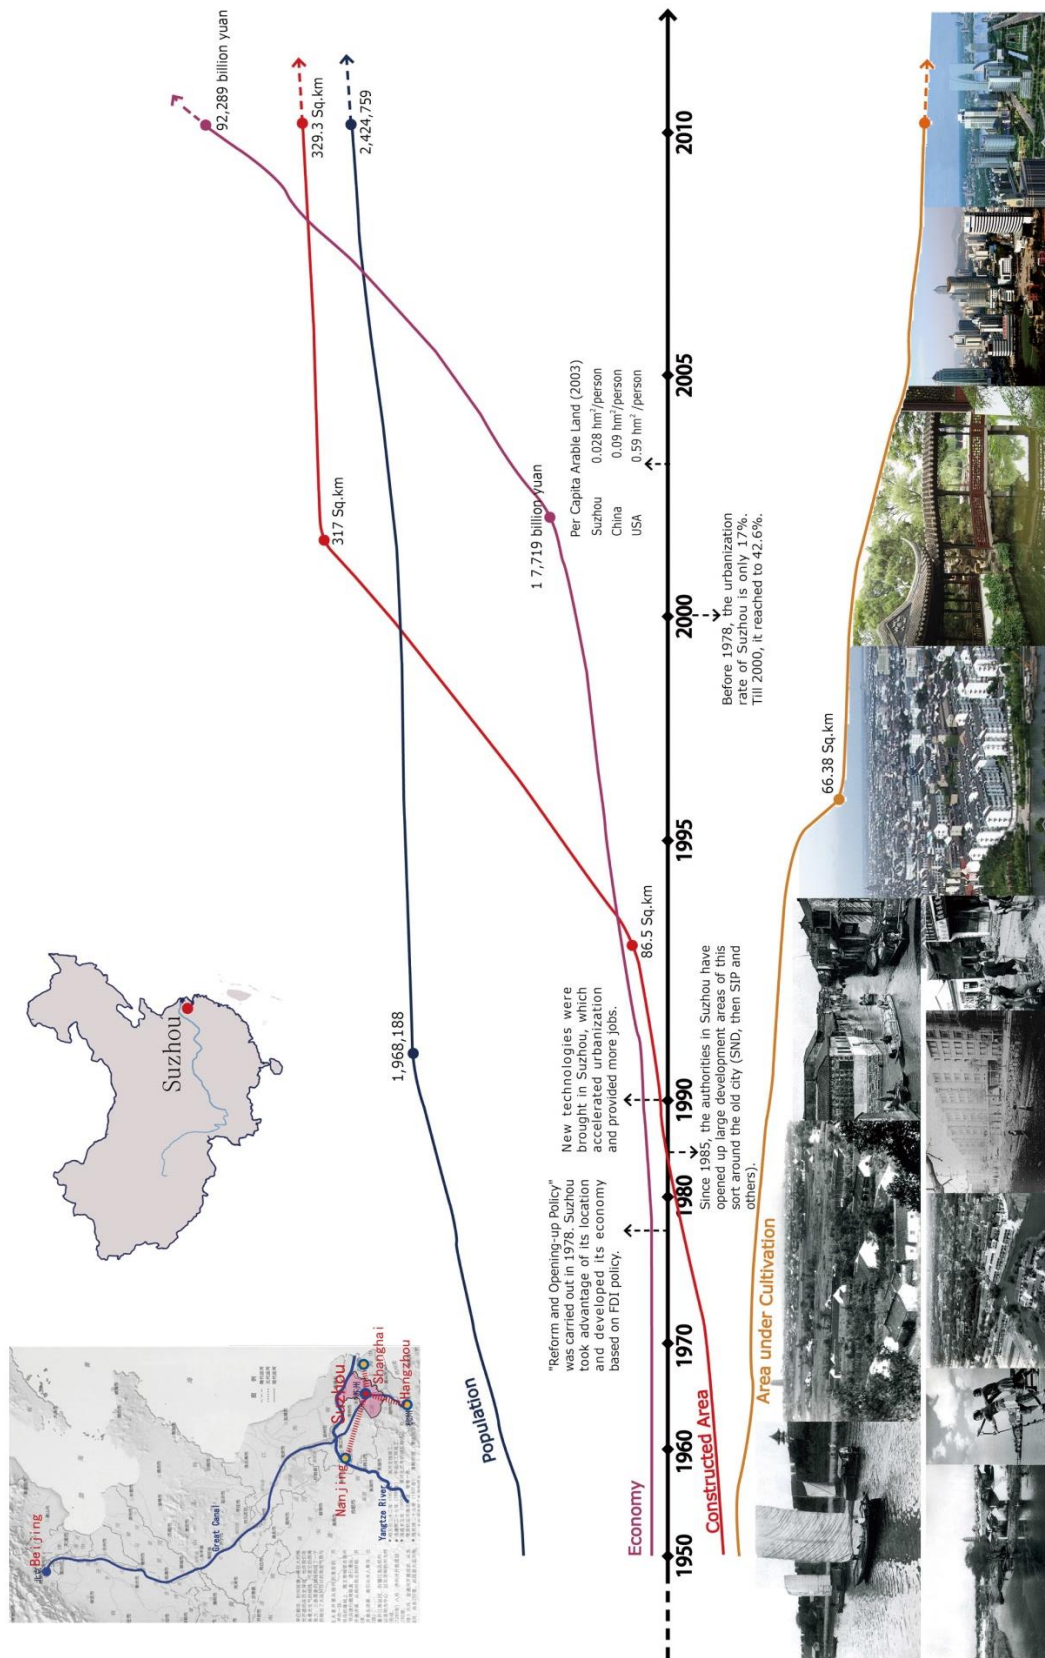 Beijing
Great Canal
Nanjing
Suzhou
Shanghai
Hangzhou
Yangtze River
Suzhou
92,289 billion yuan
329.3 Sq.km
2,424,759
317 Sq.km
1,968,188
Population
"Reform and Opening-up Policy"
was carried out in 1978. Suzhou
took advantage of its location
and developed its economy
based on FDI policy.
New technologies were
brought in Suzhou, which
accelerated urbanization
and provided more jobs.
1 7,719 billion yuan
Per Capita Arable Land (2003)
Suzhou 0.028 hm²/person
China 0.09 hm²/person
USA 0.59 hm² /person
Economy
86.5 Sq.km
1950
1960
1970
1980
1990
1995
2000
2005
2010
Constructed Area
Since 1985, the authorities in Suzhou have
opened up large development areas of this
sort around the old city (SND, then SIP and
others).
Before 1978, the urbanization
rate of Suzhou is only 17%.
Till 2000, it reached to 42.6%.
Area under Cultivation
66.38 Sq.km